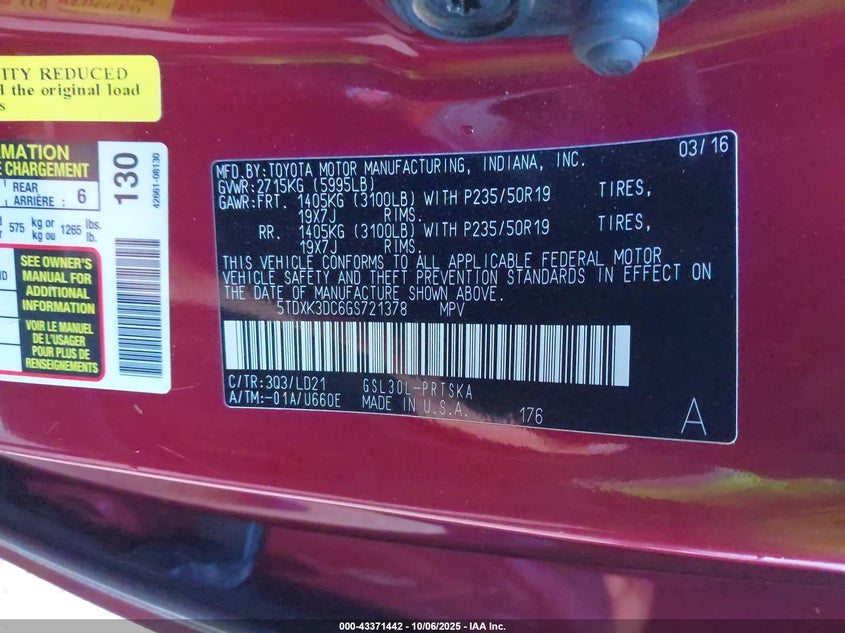 ITY REDUCED
the original load
s
MATION
CHARGEMENT
REAR
ARRIÈRE : 6
575 kg or 1265 lbs.
kg ou lb.
130
42661-08130
SEE OWNER'S
MANUAL FOR
ADDITIONAL
INFORMATION
VOIR LE MANUEL
DE L'USAGER
POUR PLUS DE
RENSEIGNEMENTS
MFD.BY:TOYOTA MOTOR MANUFACTURING, INDIANA, INC. 03/16
GVWR:2715KG (5995LB)
GAWR:FRT. 1405KG (3100LB) WITH P235/50R19 TIRES,
19X7J RIMS.
RR. 1405KG (3100LB) WITH P235/50R19 TIRES,
19X7J RIMS.
THIS VEHICLE CONFORMS TO ALL APPLICABLE FEDERAL MOTOR
VEHICLE SAFETY AND THEFT PREVENTION STANDARDS IN EFFECT ON
THE DATE OF MANUFACTURE SHOWN ABOVE.
5TDXK3DC6GS721378 MPV
C/TR:3Q3/LD21 GSL30L-PRTSKA
A/TM:-01A/U660E MADE IN U.S.A. 176
A
000-43371442 | 10/06/2025 - IAA Inc.